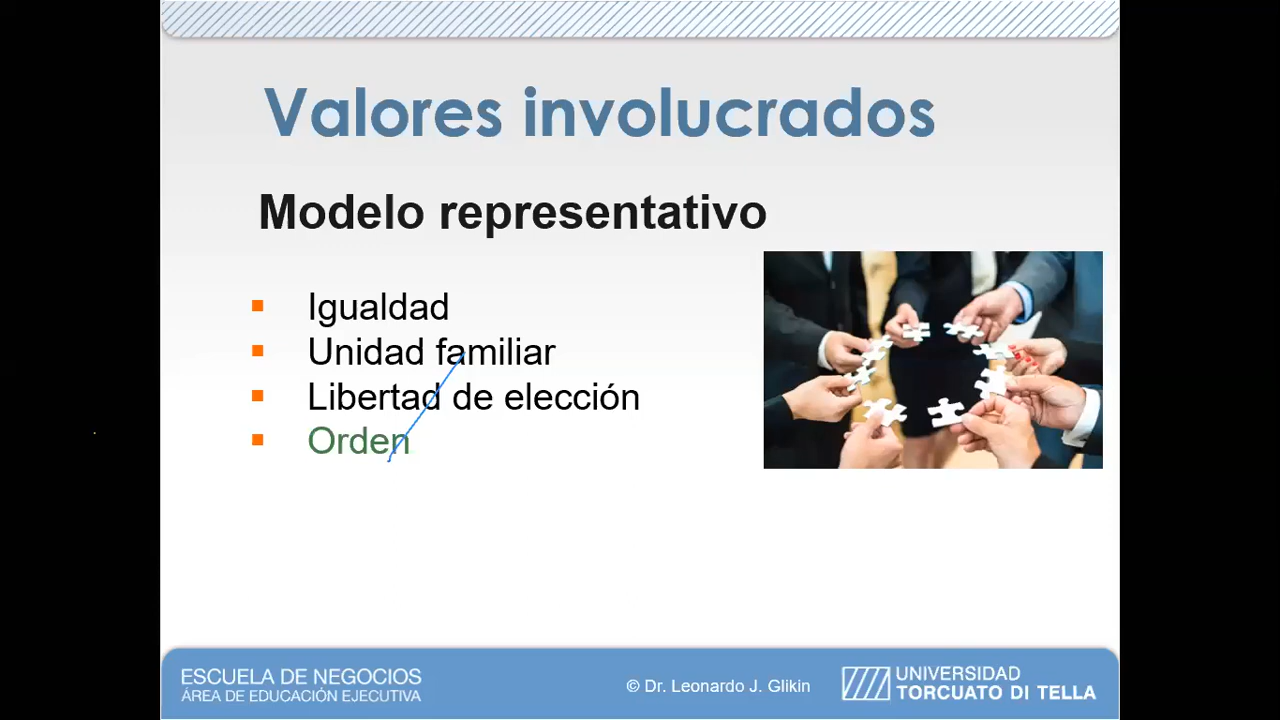 Valores involucrados
Modelo representativo
Igualdad
Unidad familiar
Libertad de elección
Orden
ESCUELA DE NEGOCIOS
ÁREA DE EDUCACIÓN EJECUTIVA
© Dr. Leonardo J. Glikin
UNIVERSIDAD
TORCUATO DI TELLA